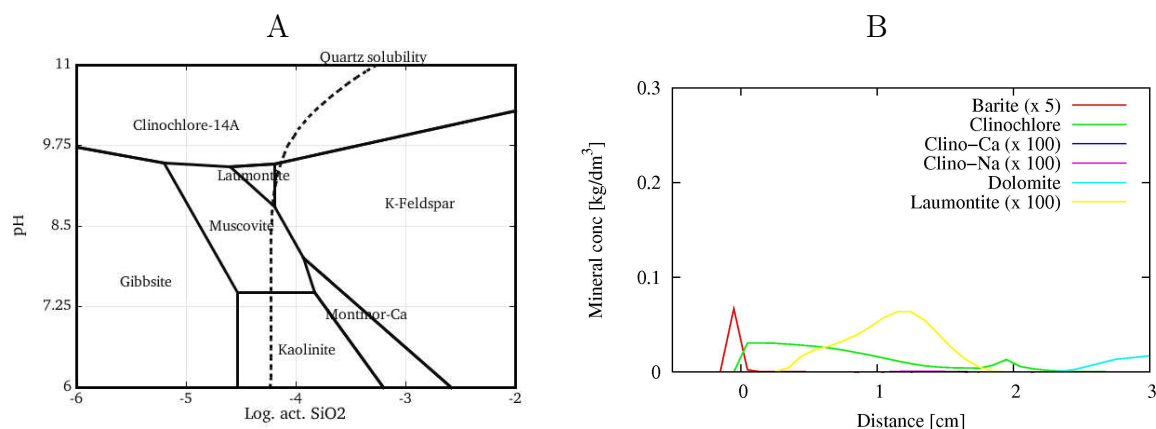 A
Quartz solubility
11
Clinochlore-14A
9.75
Laumontite
K-Feldspar
8.5
Muscovite
pH
Gibbsite
7.25
Montmor-Ca
Kaolinite
6
-6
-5
-4
-3
-2
Log. act. SiO2
B
0.3
Barite (x 5)
Clinochlore
Clino−Ca (x 100)
Clino−Na (x 100)
Dolomite
Laumontite (x 100)
0.2
0.1
0
Mineral conc [kg/dm³]
0
1
2
3
Distance [cm]